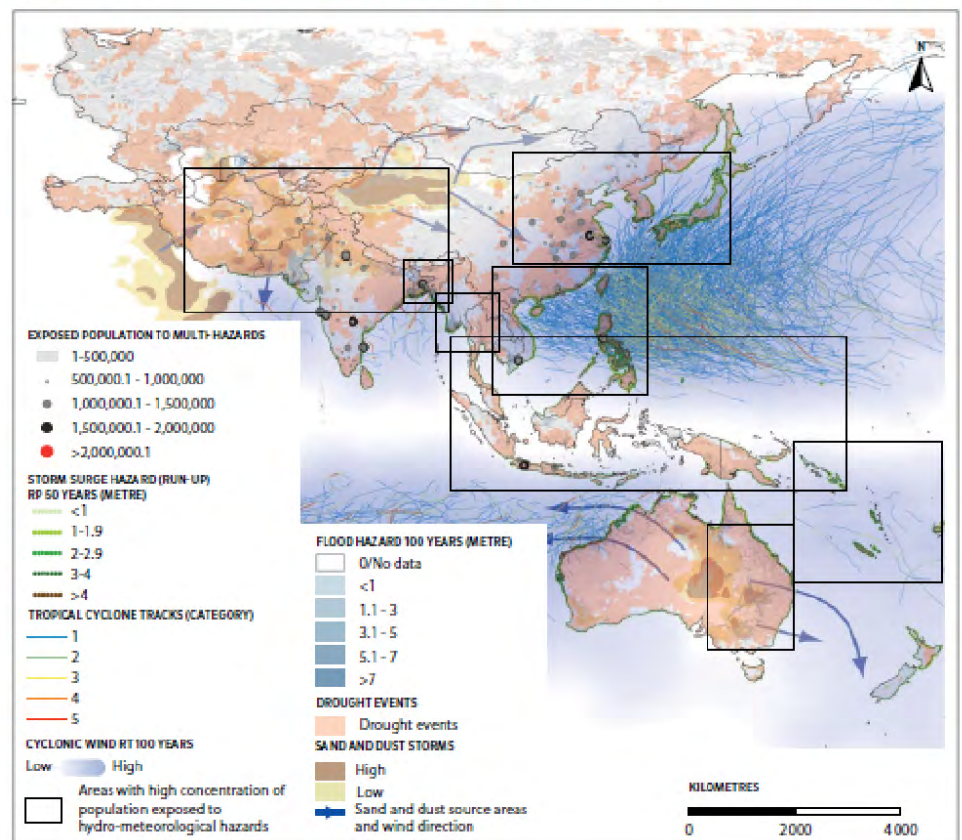 N
EXPOSED POPULATION TO MULTI-HAZARDS
1-500,000
500,000.1 - 1,000,000
1,000,000.1 - 1,500,000
1,500,000.1 - 2,000,000
>2,000,000.1
STORM SURGE HAZARD (RUN-UP)
RP 50 YEARS (METRE)
<1
1-1.9
2-2.9
3-4
>4
TROPICAL CYCLONE TRACKS (CATEGORY)
1
2
3
4
5
CYCLONIC WIND RT 100 YEARS
Low High
Areas with high concentration of
population exposed to
hydro-meteorological hazards
FLOOD HAZARD 100 YEARS (METRE)
0/No data
<1
1.1 - 3
3.1 - 5
5.1 - 7
>7
DROUGHT EVENTS
Drought events
SAND AND DUST STORMS
High
Low
Sand and dust source areas
and wind direction
KILOMETRES
0 2000 4000